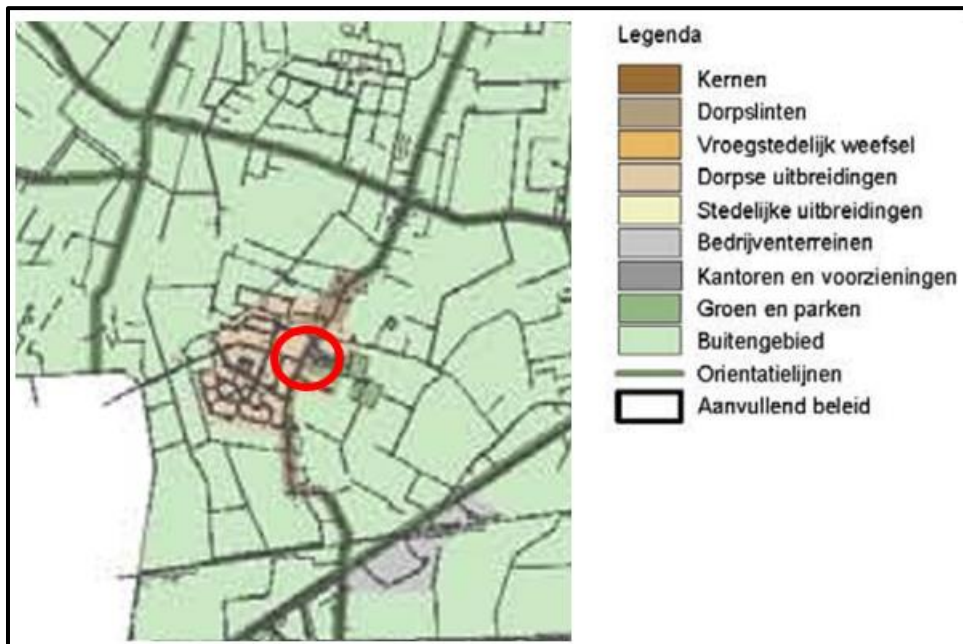 Legenda
Kernen
Dorpslinten
Vroegstedelijk weefsel
Dorpse uitbreidingen
Stedelijke uitbreidingen
Bedrijventerreinen
Kantoren en voorzieningen
Groen en parken
Buitengebied
Orientatielijnen
Aanvullend beleid